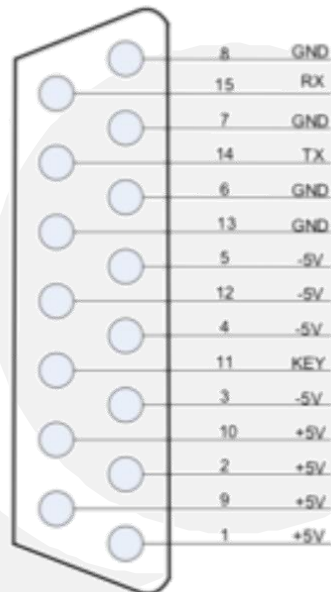 8 GND
15 RX
7 GND
14 TX
6 GND
13 GND
5 -5V
12 -5V
4 -5V
11 KEY
3 -5V
10 +5V
2 +5V
9 +5V
1 +5V